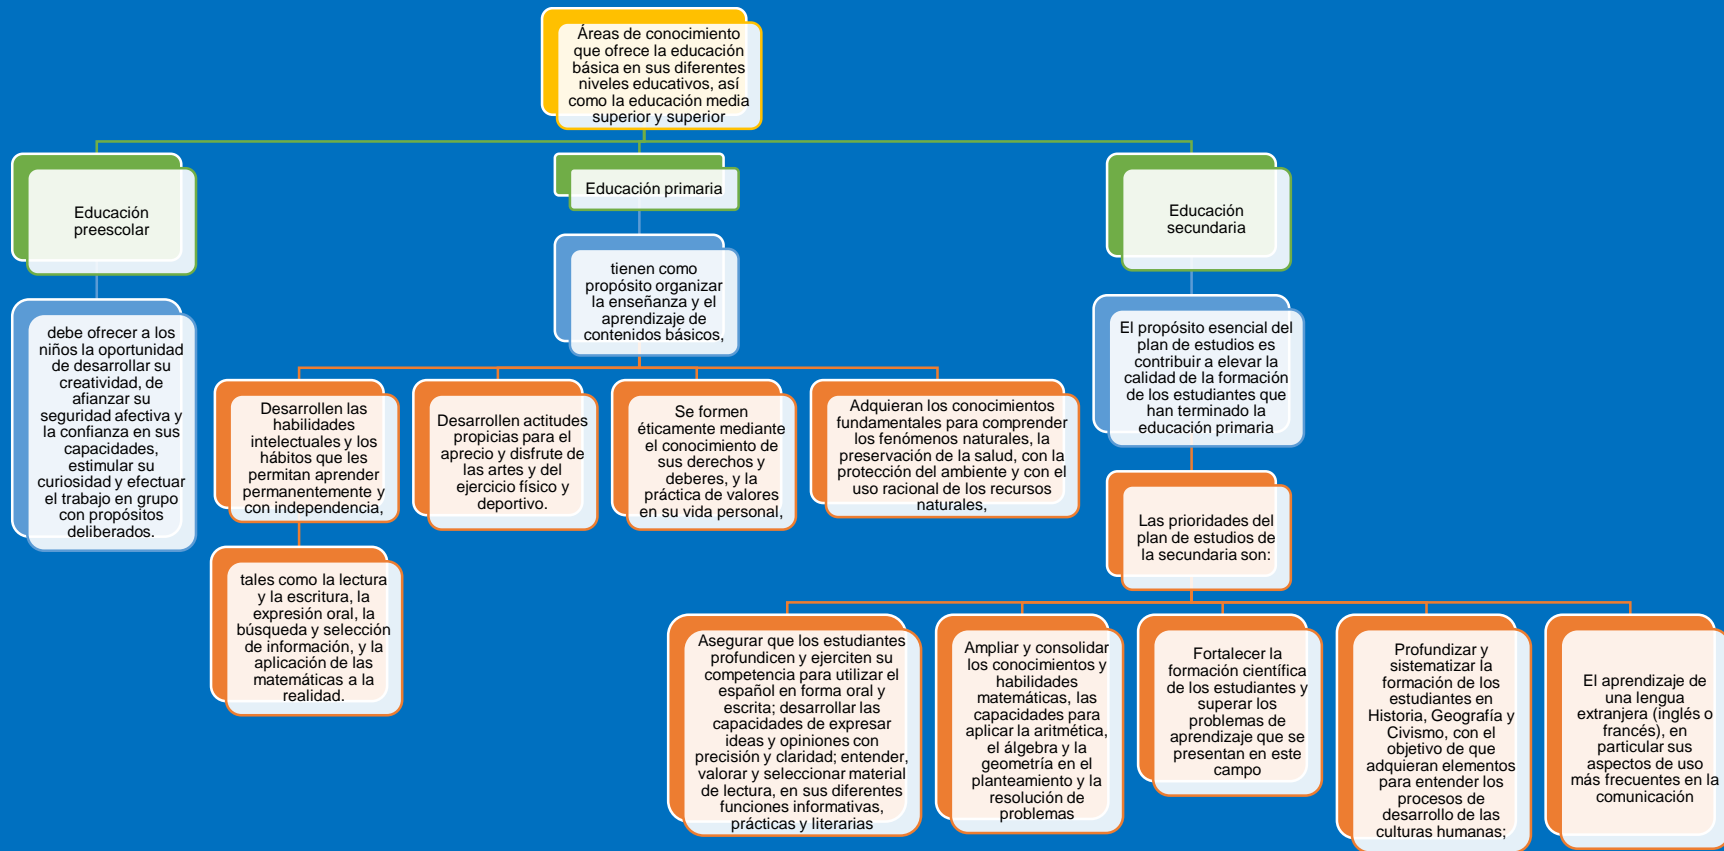 Áreas de conocimiento
que ofrece la educación
básica en sus diferentes
niveles educativos, así
como la educación media
superior y superior
Educación
preescolar
debe ofrecer a los
niños la oportunidad
de desarrollar su
creatividad, de
afianzar su
seguridad afectiva y
la confianza en sus
capacidades,
estimular su
curiosidad y efectuar
el trabajo en grupo
con propósitos
deliberados.
Educación primaria
tienen como
propósito organizar
la enseñanza y el
aprendizaje de
contenidos básicos,
Desarrollen las
habilidades
intelectuales y los
hábitos que les
permitan aprender
permanentemente y
con independencia,
tales como la lectura
y la escritura, la
expresión oral, la
búsqueda y selección
de información, y la
aplicación de las
matemáticas a la
realidad.
Desarrollen actitudes
propicias para el
aprecio y disfrute de
las artes y del
ejercicio físico y
deportivo.
Se formen
éticamente mediante
el conocimiento de
sus derechos y
deberes, y la
práctica de valores
en su vida personal,
Adquieran los conocimientos
fundamentales para comprender
los fenómenos naturales, la
preservación de la salud, con la
protección del ambiente y con el
uso racional de los recursos
naturales,
Educación
secundaria
El propósito esencial del
plan de estudios es
contribuir a elevar la
calidad de la formación
de los estudiantes que
han terminado la
educación primaria
Las prioridades del
plan de estudios de
la secundaria son:
Asegurar que los estudiantes
profundicen y ejerciten su
competencia para utilizar el
español en forma oral y
escrita; desarrollar las
capacidades de expresar
ideas y opiniones con
precisión y claridad; entender,
valorar y seleccionar material
de lectura, en sus diferentes
funciones informativas,
prácticas y literarias
Ampliar y consolidar
los conocimientos y
habilidades
matemáticas, las
capacidades para
aplicar la aritmética,
el álgebra y la
geometría en el
planteamiento y la
resolución de
problemas
Fortalecer la
formación científica
de los estudiantes y
superar los
problemas de
aprendizaje que se
presentan en este
campo
Profundizar y
sistematizar la
formación de los
estudiantes en
Historia, Geografía y
Civismo, con el
objetivo de que
adquieran elementos
para entender los
procesos de
desarrollo de las
culturas humanas;
El aprendizaje de
una lengua
extranjera (inglés o
francés), en
particular sus
aspectos de uso
más frecuentes en la
comunicación